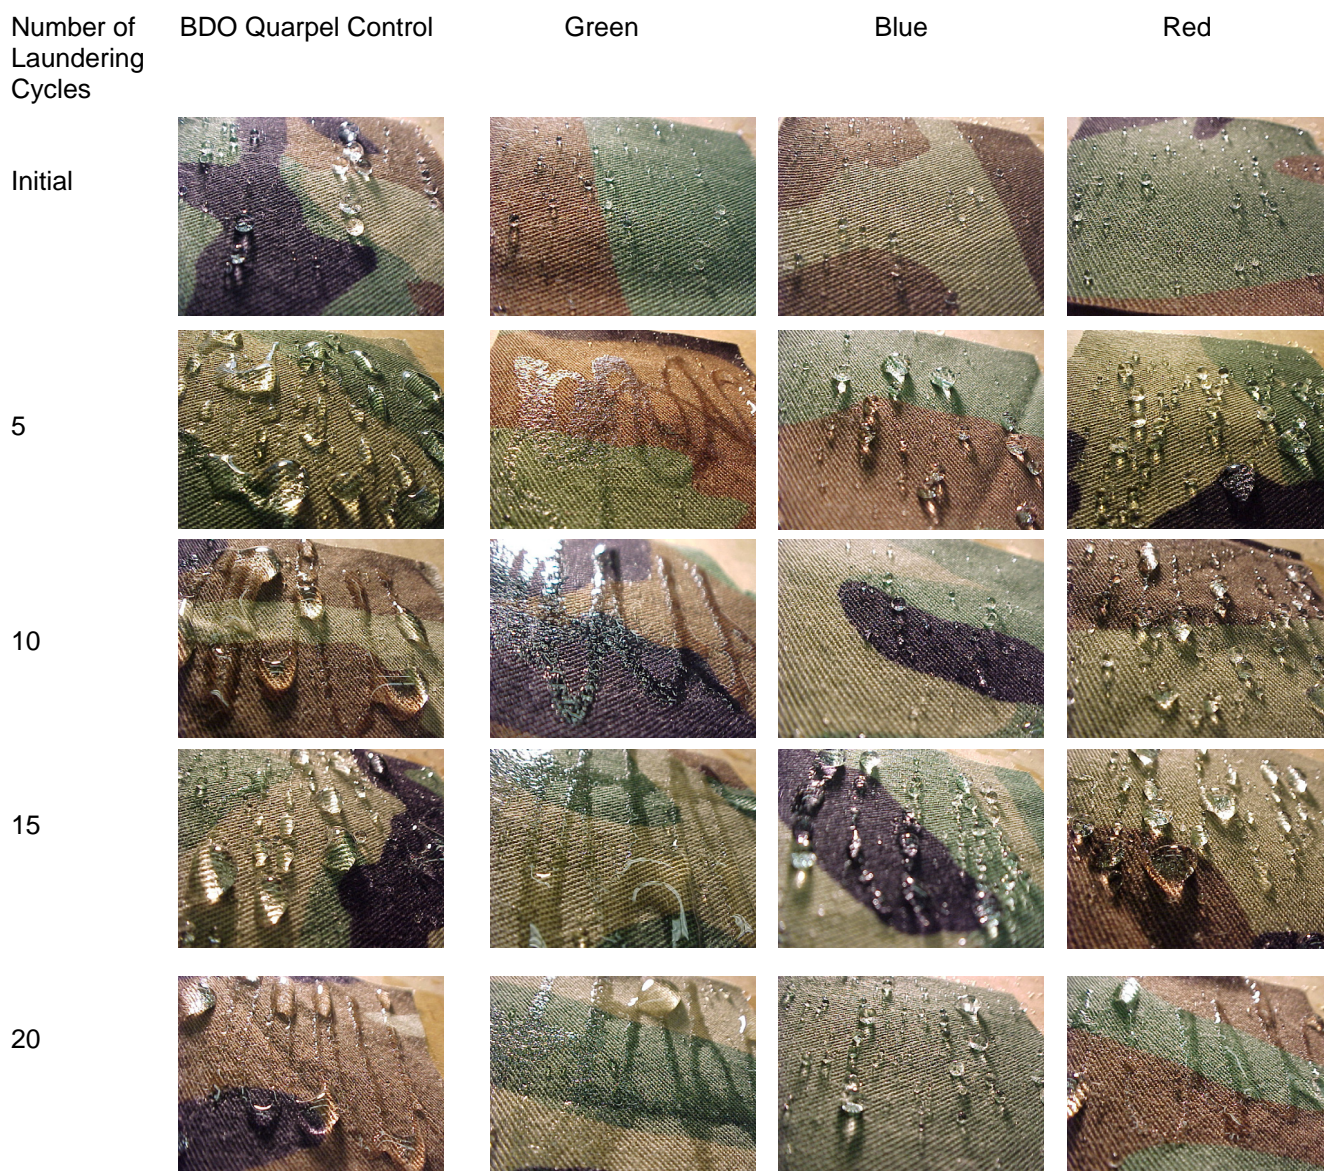 Number of
Laundering
Cycles
BDO Quarpel Control
Green
Blue
Red
Initial
5
10
15
20